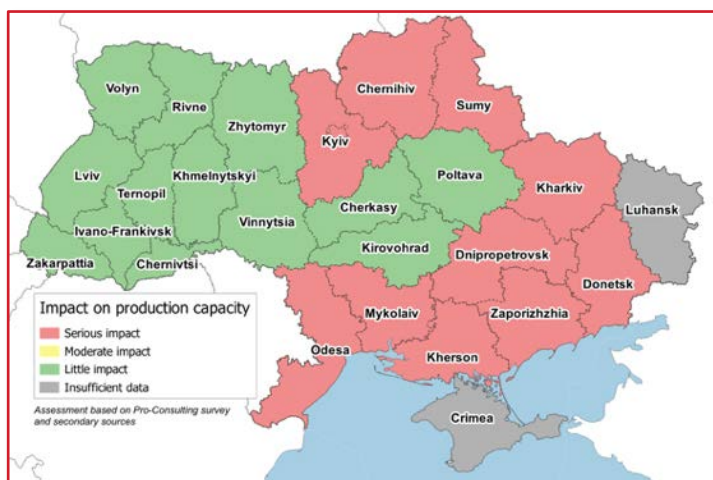 Volyn
Rivne
Chernihiv
Sumy
Zhytomyr
Kyiv
Lviv
Ternopil
Khmelnytskyi
Poltava
Kharkiv
Cherkasy
Luhansk
Vinnytsia
Ivano-Frankivsk
Kirovohrad
Dnipropetrovsk
Zakarpattia
Chernivtsi
Donetsk
Mykolaiv
Zaporizhzhia
Odesa
Kherson
Crimea
Impact on production capacity
Serious impact
Moderate impact
Little impact
Insufficient data
Assessment based on Pro-Consulting survey
and secondary sources